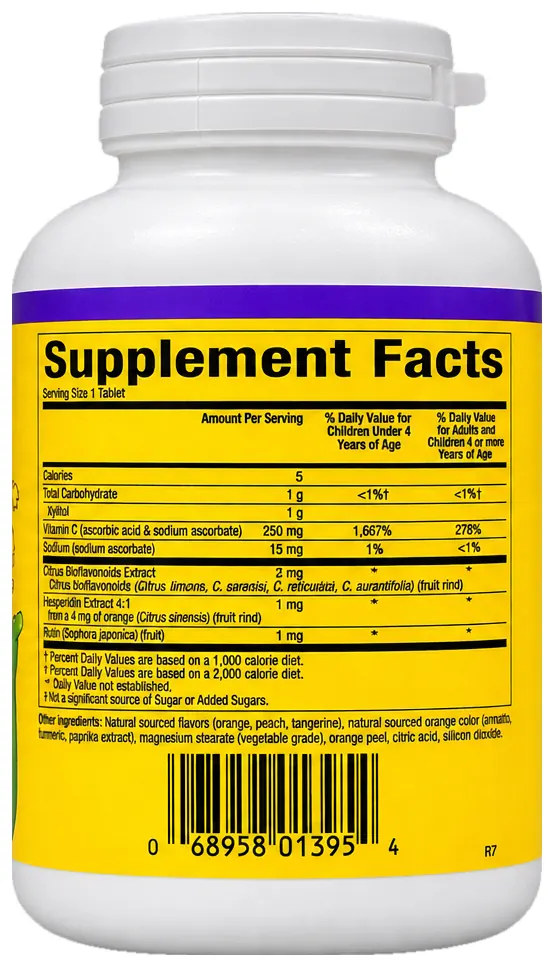 Supplement Facts
Serving Size 1 Tablet
Amount Per Serving
% Daily Value for Children Under 4 Years of Age
% Daily Value for Adults and Children 4 or more Years of Age
Calories 5
Total Carbohydrate 1 g <1%† <1%†
Xylitol 1 g
Vitamin C (ascorbic acid & sodium ascorbate) 250 mg 1,667% 278%
Sodium (sodium ascorbate) 15 mg 1% <1%
Citrus Bioflavonoids Extract 2 mg * *
Citrus bioflavonoids (Citrus limons, C. C. reticulata, C. aurantifolia) (fruit rind)
Hesperidin Extract 4:1 1 mg * *
from a 4 mg of orange (Citrus sinensis) (fruit rind)
Rutin (Sophora japonica) (fruit) 1 mg * *
† Percent Daily Values are based on a 1,000 calorie diet.
Percent Daily Values are based on a 2,000 calorie diet.
Daily Value not established.
‡ Not a significant source of Sugar or Added Sugars.
Other ingredients: Natural sourced flavors (orange, peach, tangerine), natural sourced orange color (annatto,
turmeric, paprika extract), magnesium stearate (vegetable grade), orange peel, citric acid, silicon dioxide.
0 68958 01395 4
R7